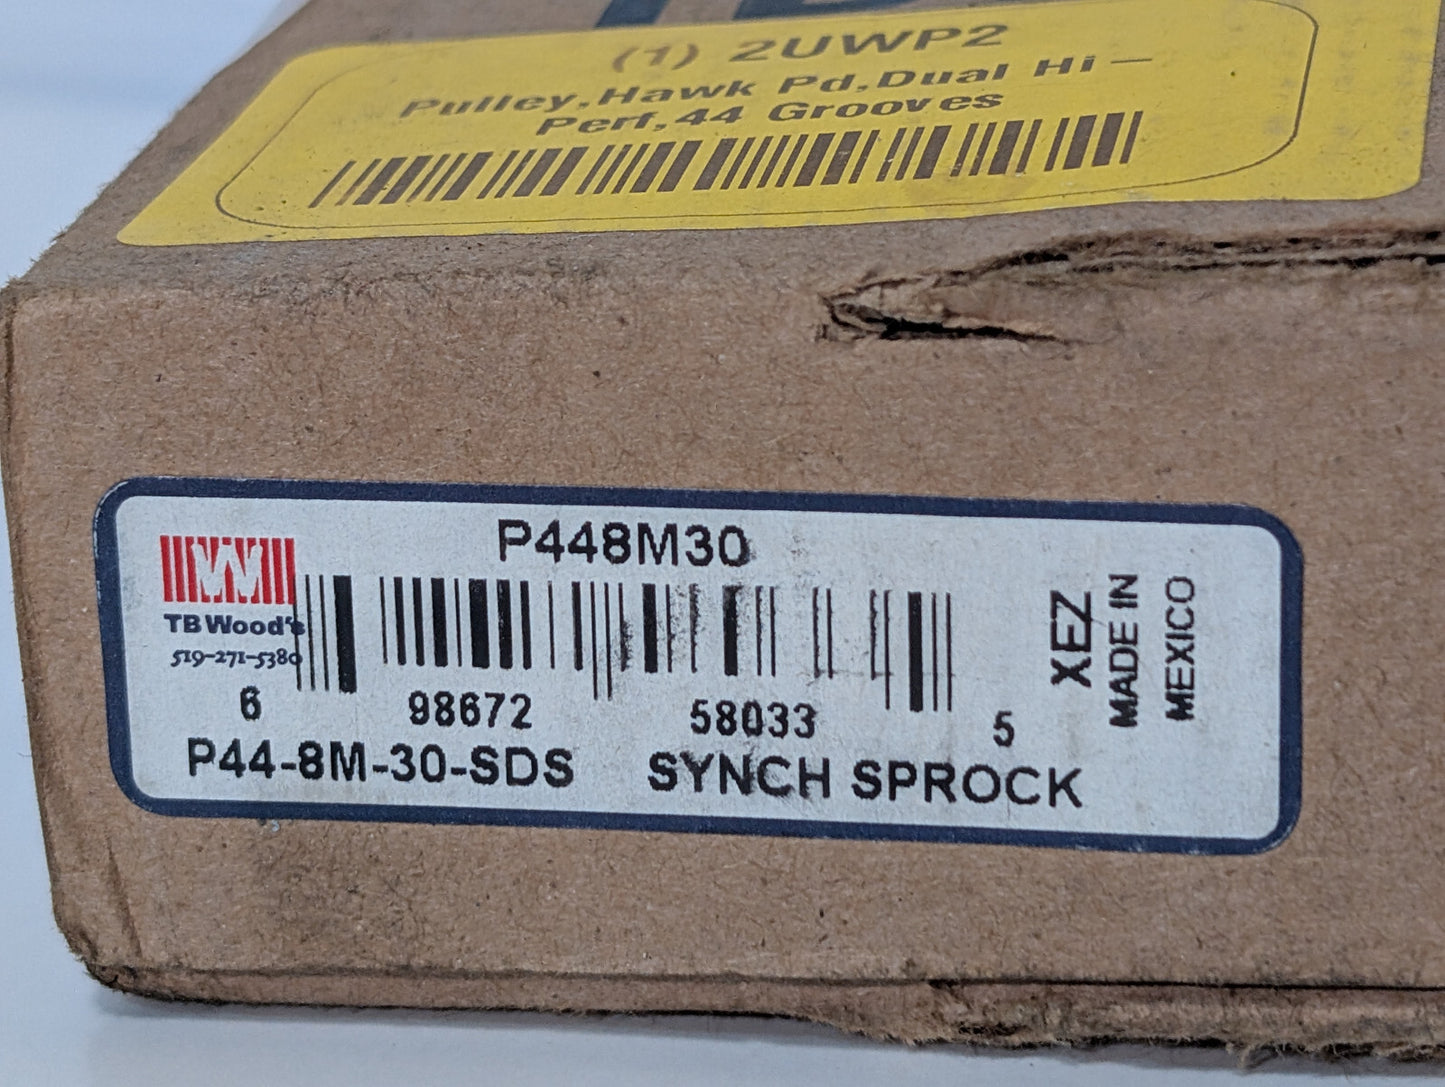 (1) 2UWP2
Pulley,Hawk Pd,Dual Hi-
Perf,44 Grooves
P448M30
TB Wood's
519-271-5380
6 98672 58033 5
P44-8M-30-SDS SYNCH SPROCK
XEZ
MADE IN
MEXICO